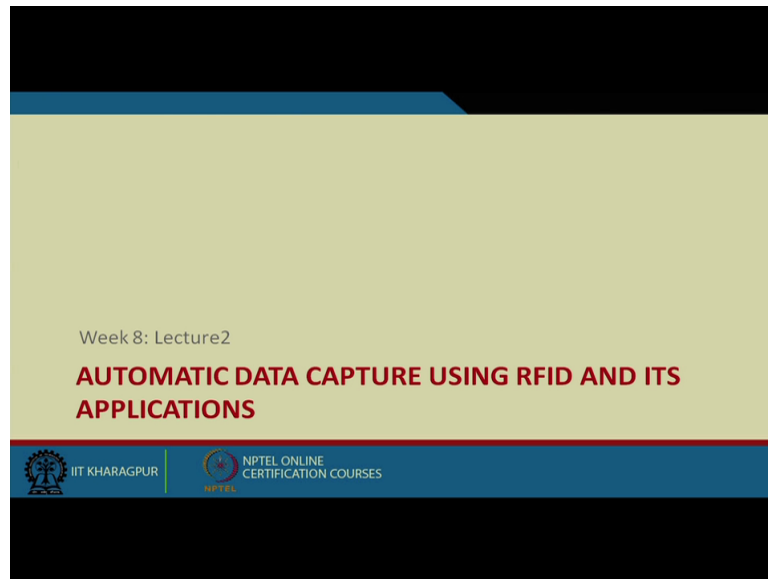 Week 8: Lecture2
AUTOMATIC DATA CAPTURE USING RFID AND ITS
APPLICATIONS
IIT KHARAGPUR
NPTEL ONLINE
CERTIFICATION COURSES
NPTEL